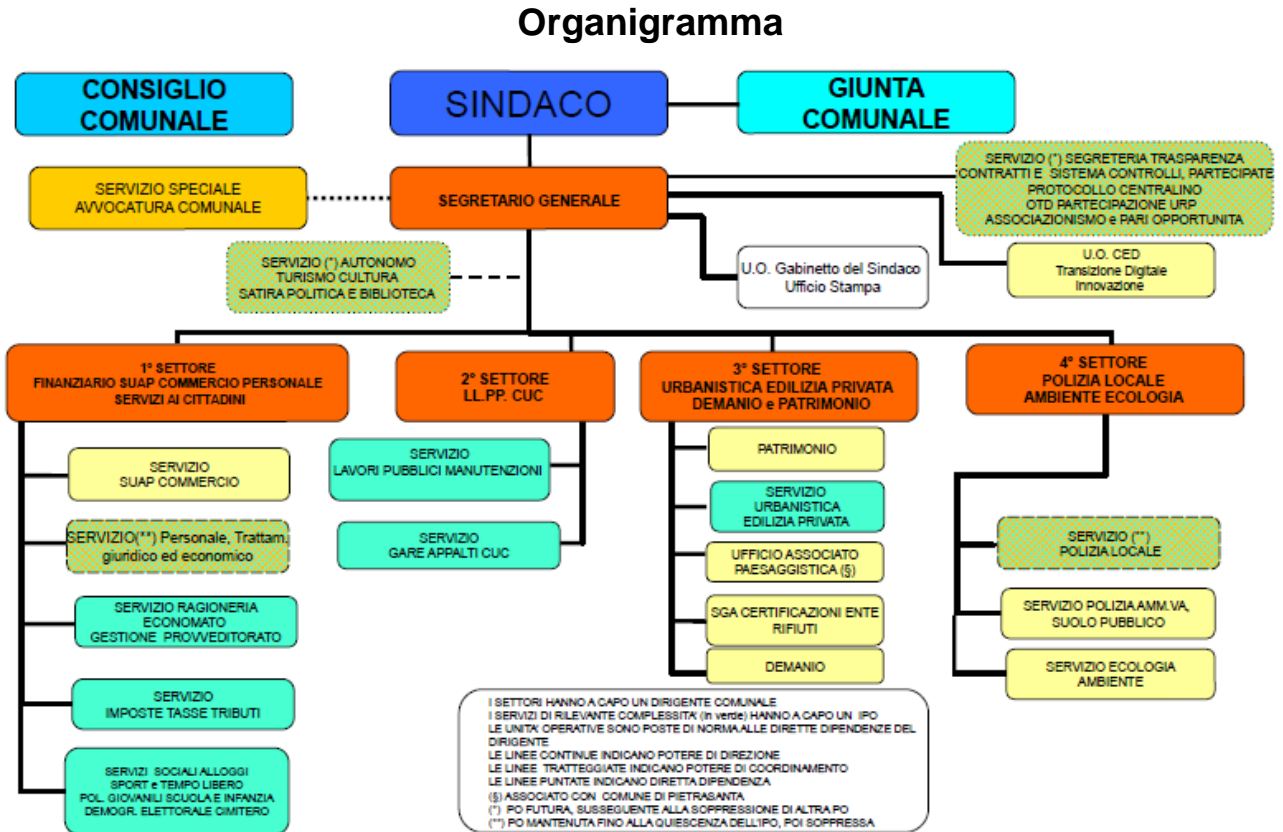 Organigramma
CONSIGLIO
COMUNALE
SINDACO
GIUNTA
COMUNALE
SERVIZIO SPECIALE
AVVOCATURA COMUNALE
SEGRETARIO GENERALE
SERVIZIO (*) SEGRETERIA TRASPARENZA
CONTRATTI E SISTEMA CONTROLLI, PARTECIPATE
PROTOCOLLO CENTRALINO
OTD PARTECIPAZIONE URP
ASSOCIAZIONISMO e PARI OPPORTUNITA
SERVIZIO (*) AUTONOMO
TURISMO CULTURA
SATIRA POLITICA E BIBLIOTECA
U.O. Gabinetto del Sindaco
Ufficio Stampa
U.O. CED
Transizione Digitale
Innovazione
1° SETTORE
FINANZIARIO SUAP COMMERCIO PERSONALE
SERVIZI AI CITTADINI
2° SETTORE
LL.PP. CUC
3° SETTORE
URBANISTICA EDILIZIA PRIVATA
DEMANIO e PATRIMONIO
4° SETTORE
POLIZIA LOCALE
AMBIENTE ECOLOGIA
SERVIZIO
SUAP COMMERCIO
SERVIZIO(**) Personale, Trattam.
giuridico ed economico
SERVIZIO RAGIONERIA
ECONOMATO
GESTIONE PROVVEDITORATO
SERVIZIO
IMPOSTE TASSE TRIBUTI
SERVIZI SOCIALI ALLOGGI
SPORT e TEMPO LIBERO
POL. GIOVANILI SCUOLA E INFANZIA
DEMOGR. ELETTORALE CIMITERO
SERVIZIO
LAVORI PUBBLICI MANUTENZIONI
SERVIZIO
GARE APPALTI CUC
PATRIMONIO
SERVIZIO
URBANISTICA
EDILIZIA PRIVATA
UFFICIO ASSOCIATO
PAESAGGISTICA (§)
SGA CERTIFICAZIONI ENTE
RIFIUTI
DEMANIO
SERVIZIO (**)
POLIZIA LOCALE
SERVIZIO POLIZIA AMM.VA,
SUOLO PUBBLICO
SERVIZIO ECOLOGIA
AMBIENTE
I SETTORI HANNO A CAPO UN DIRIGENTE COMUNALE
I SERVIZI DI RILEVANTE COMPLESSITA' (in verde) HANNO A CAPO UN IPO
LE UNITA' OPERATIVE SONO POSTE DI NORMA ALLE DIRETTE DIPENDENZE DEL
DIRIGENTE
LE LINEE CONTINUE INDICANO POTERE DI DIREZIONE
LE LINEE TRATTEGGIATE INDICANO POTERE DI COORDINAMENTO
LE LINEE PUNTATE INDICANO DIRETTA DIPENDENZA
(§) ASSOCIATO CON COMUNE DI PIETRASANTA
(*) PO FUTURA, SUSSEGUENTE ALLA SOPPRESSIONE DI ALTRA PO
(**) PO MANTENUTA FINO ALLA QUIESCENZA DELL'IPO, POI SOPPRESSA